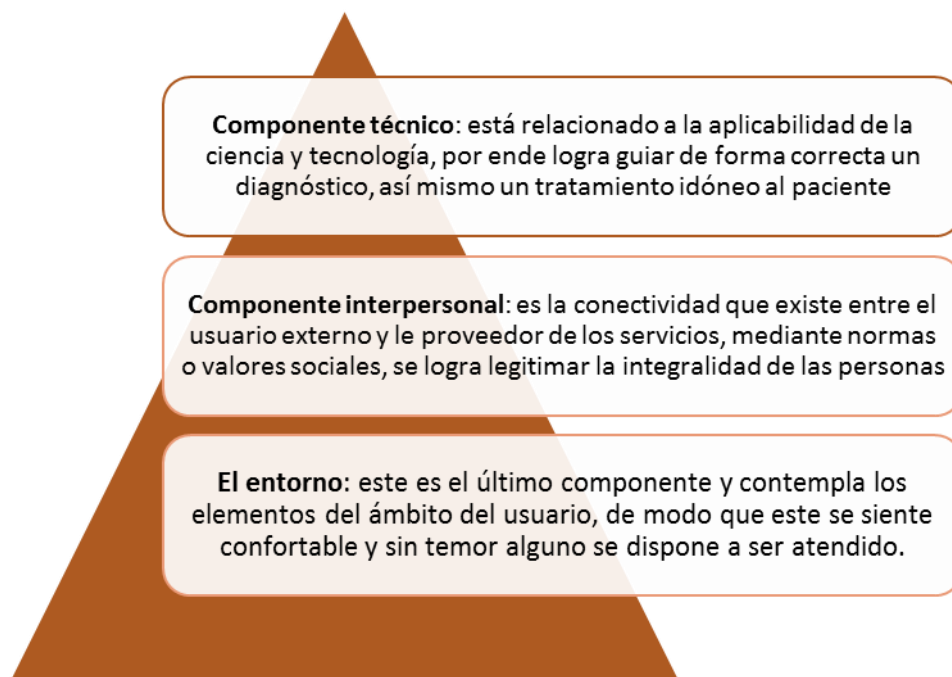 Componente técnico: está relacionado a la aplicabilidad de la
ciencia y tecnología, por ende logra guiar de forma correcta un
diagnóstico, así mismo un tratamiento idóneo al paciente
Componente interpersonal: es la conectividad que existe entre el
usuario externo y le proveedor de los servicios, mediante normas
o valores sociales, se logra legitimar la integralidad de las personas
El entorno: este es el último componente y contempla los
elementos del ámbito del usuario, de modo que este se siente
confortable y sin temor alguno se dispone a ser atendido.